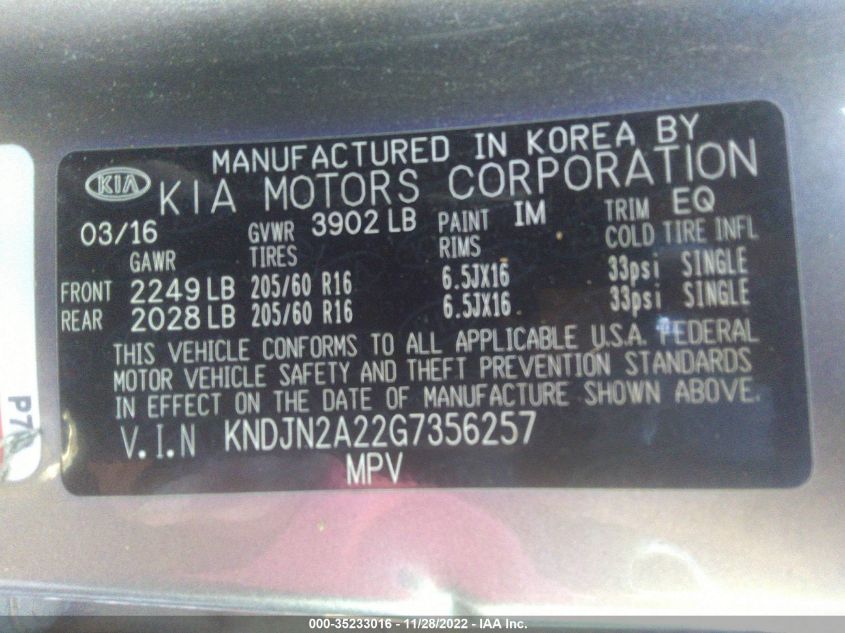 MANUFACTURED IN KOREA BY
KIA KIA MOTORS CORPORATION
03/16 GVWR 3902 LB PAINT IM TRIM EQ
GAWR TIRES RIMS COLD TIRE INFL
FRONT 2249 LB 205/60 R16 6.5JX16 33psi SINGLE
REAR 2028 LB 205/60 R16 6.5JX16 33psi SINGLE
THIS VEHICLE CONFORMS TO ALL APPLICABLE U.S.A. FEDERAL
MOTOR VEHICLE SAFETY AND THEFT PREVENTION STANDARDS
IN EFFECT ON THE DATE OF MANUFACTURE SHOWN ABOVE.
V.I.N KNDJN2A22G7356257
MPV
000-35233016 - 11/28/2022 - IAA Inc.